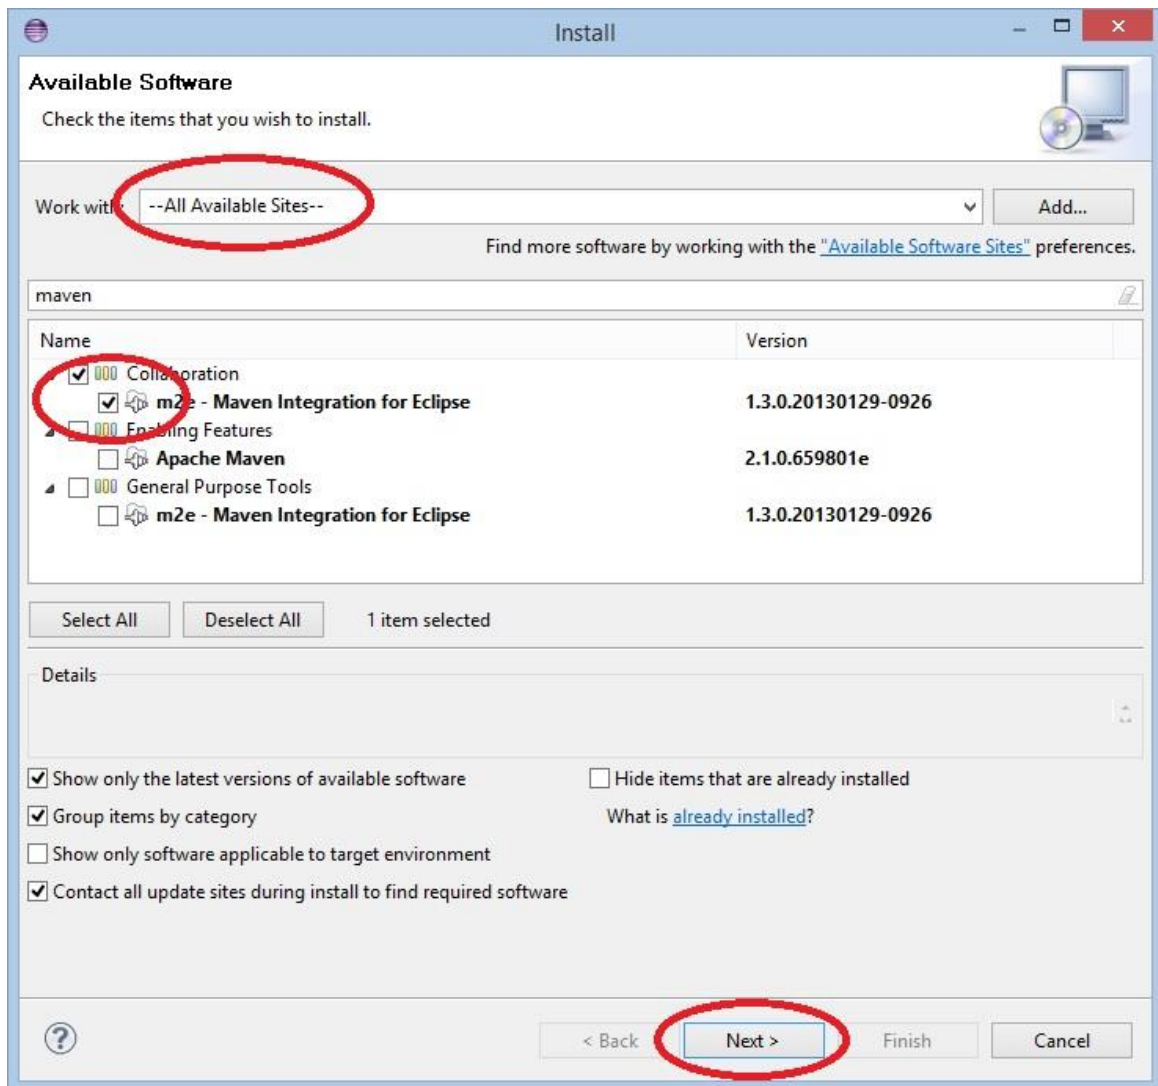 Install
Available Software
Check the items that you wish to install.
Work with: --All Available Sites-- Add...
Find more software by working with the "Available Software Sites" preferences.
maven
Name Version
Collaboration
m2e - Maven Integration for Eclipse 1.3.0.20130129-0926
Enabling Features
Apache Maven 2.1.0.659801e
General Purpose Tools
m2e - Maven Integration for Eclipse 1.3.0.20130129-0926
Select All Deselect All 1 item selected
Details
Show only the latest versions of available software Hide items that are already installed
Group items by category What is already installed?
Show only software applicable to target environment
Contact all update sites during install to find required software
? < Back Next > Finish Cancel